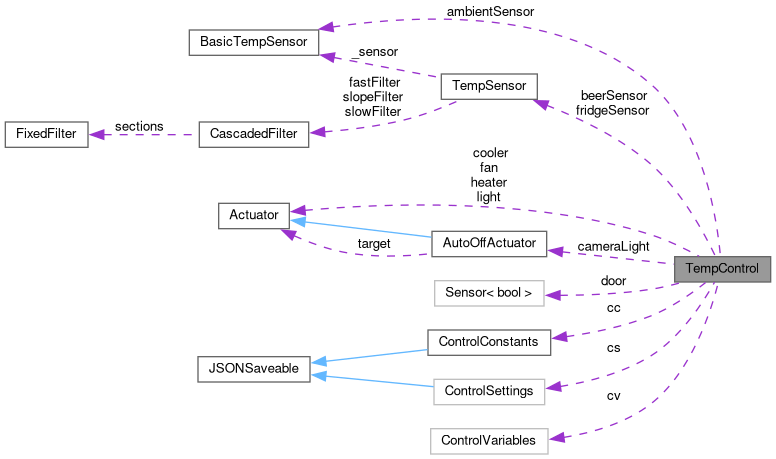 ambientSensor
BasicTempSensor
_sensor
TempSensor
fastFilter
slopeFilter
slowFilter
beerSensor
fridgeSensor
FixedFilter
sections
CascadedFilter
cooler
fan
heater
light
Actuator
target
AutoOffActuator
cameraLight
TempControl
Sensor< bool >
door
cc
ControlConstants
JSONSaveable
cs
ControlSettings
cv
ControlVariables